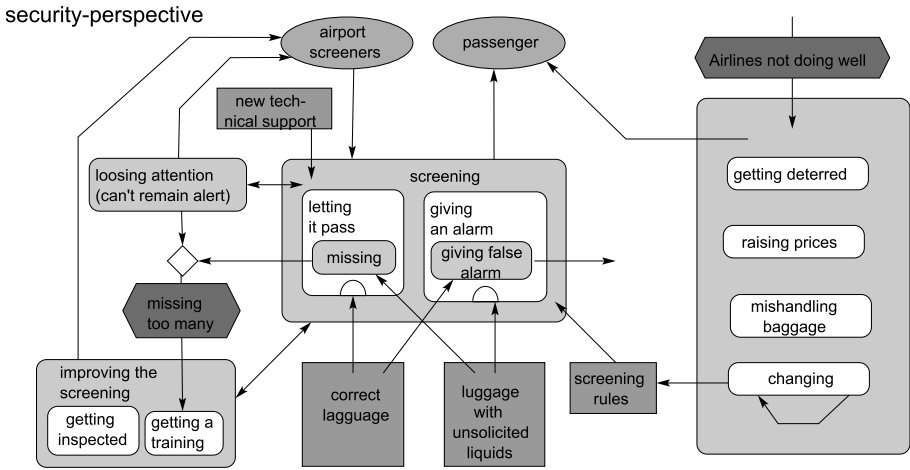 security-perspective
airport
screeners
passenger
Airlines not doing well
new tech-
nical support
loosing attention
(can't remain alert)
screening
getting deterred
letting
it pass
giving
an alarm
raising prices
missing
giving false
alarm
missing
too many
mishandling
baggage
improving the
screening
correct
lagguage
luggage
with
unsolicited
liquids
screening
rules
changing
getting
inspected
getting a
training